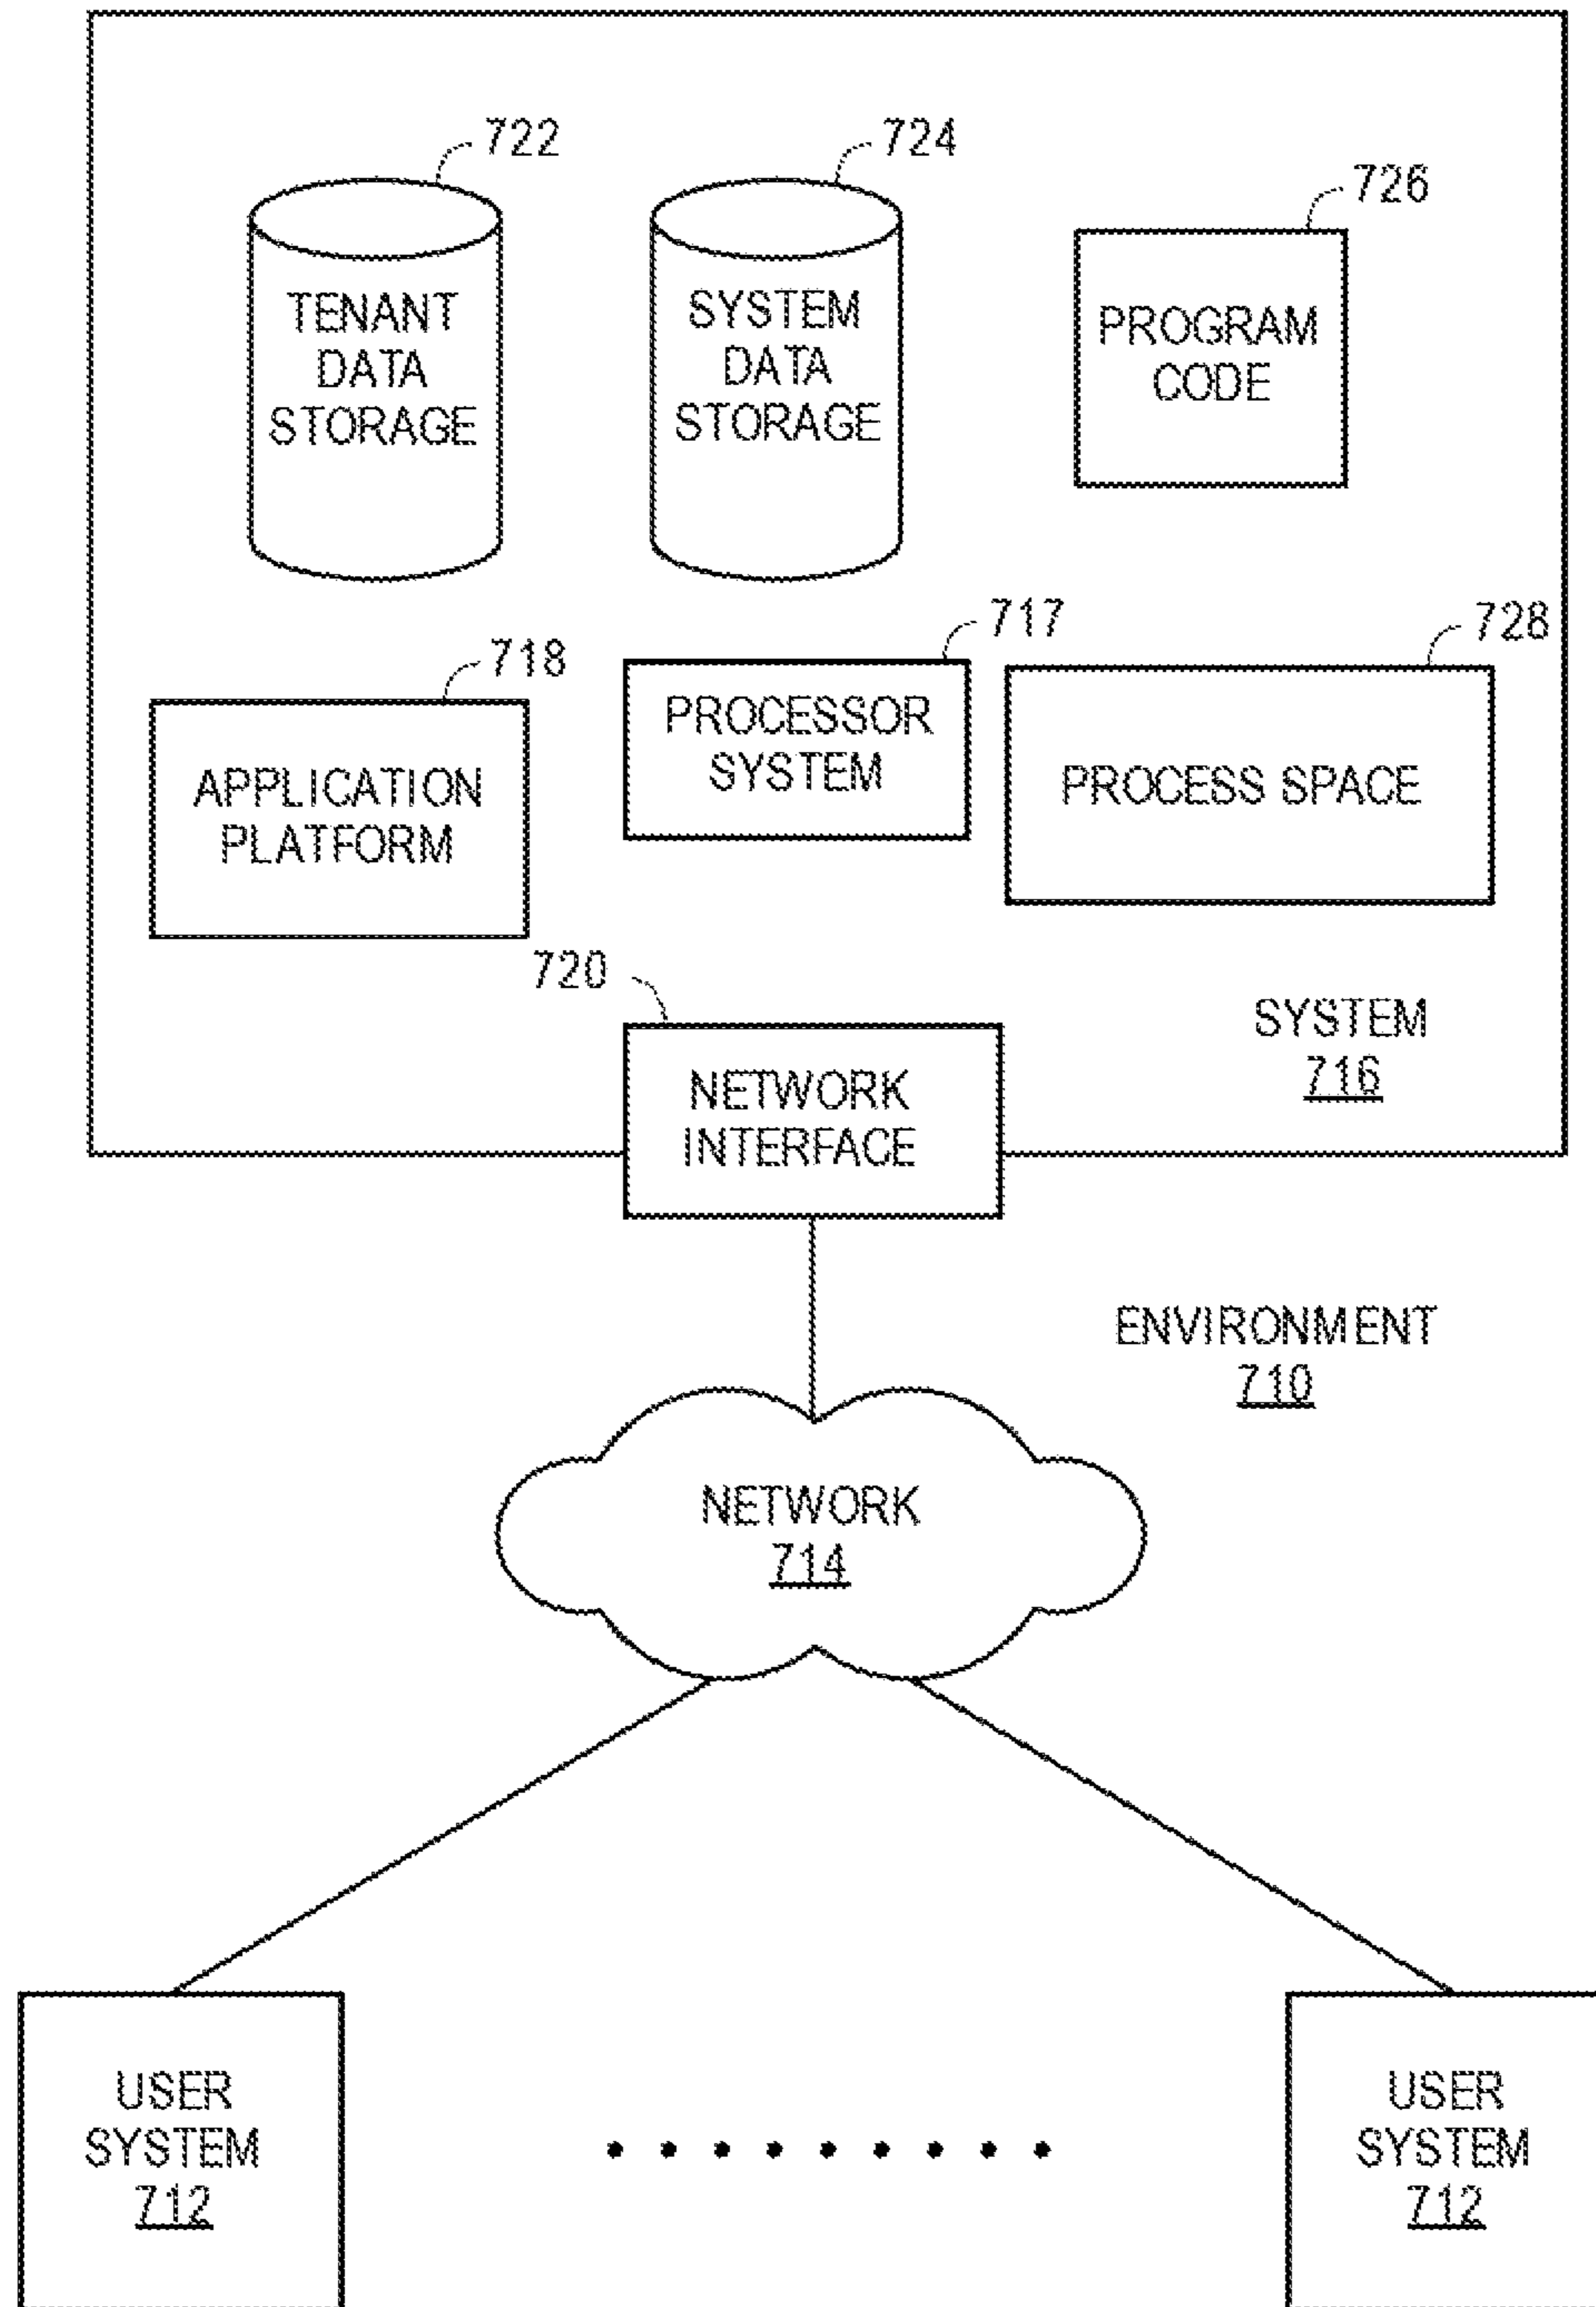 722
724
726
TENANT
DATA
STORAGE
SYSTEM
DATA
STORAGE
PROGRAM
CODE
718
717
728
APPLICATION
PLATFORM
PROCESSOR
SYSTEM
PROCESS SPACE
720
NETWORK
INTERFACE
SYSTEM
716
ENVIRONMENT
710
NETWORK
714
USER
SYSTEM
712
USER
SYSTEM
712